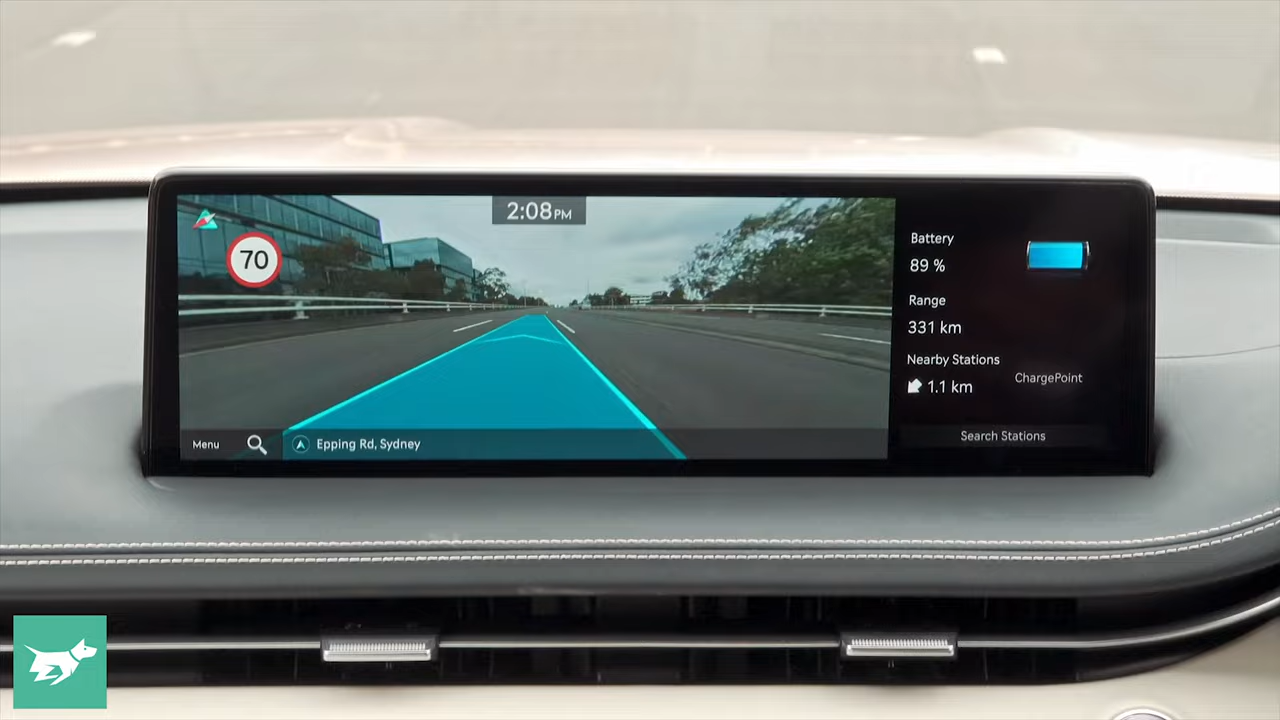 2:08PM
70
Battery
89 %
Range
331 km
Nearby Stations
1.1 km
ChargePoint
Search Stations
Menu
Epping Rd, Sydney